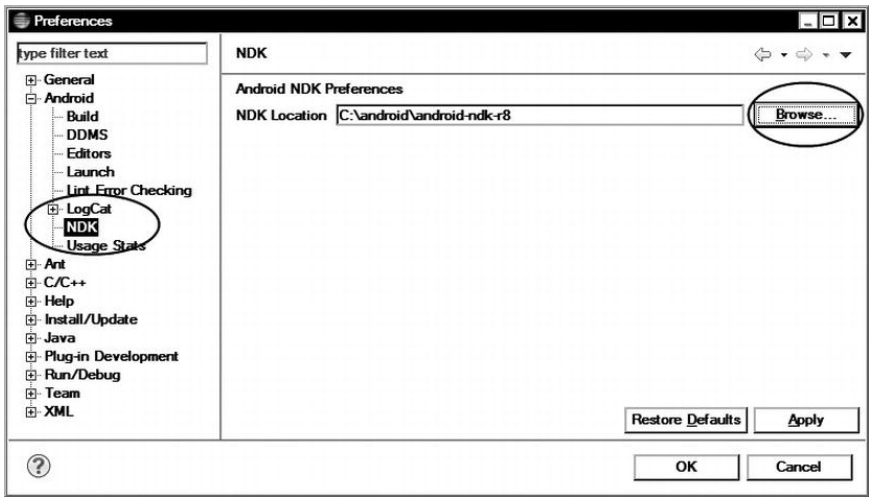 Preferences
type filter text
General
Android
Build
DDMS
Editors
Launch
Lint Error Checking
LogCat
NDK
Usage Stats
Ant
C/C++
Help
Install/Update
Java
Plug-in Development
Run/Debug
Team
XML
NDK
Android NDK Preferences
NDK Location C:\android\android-ndk-r8 Browse...
Restore Defaults Apply
? OK Cancel